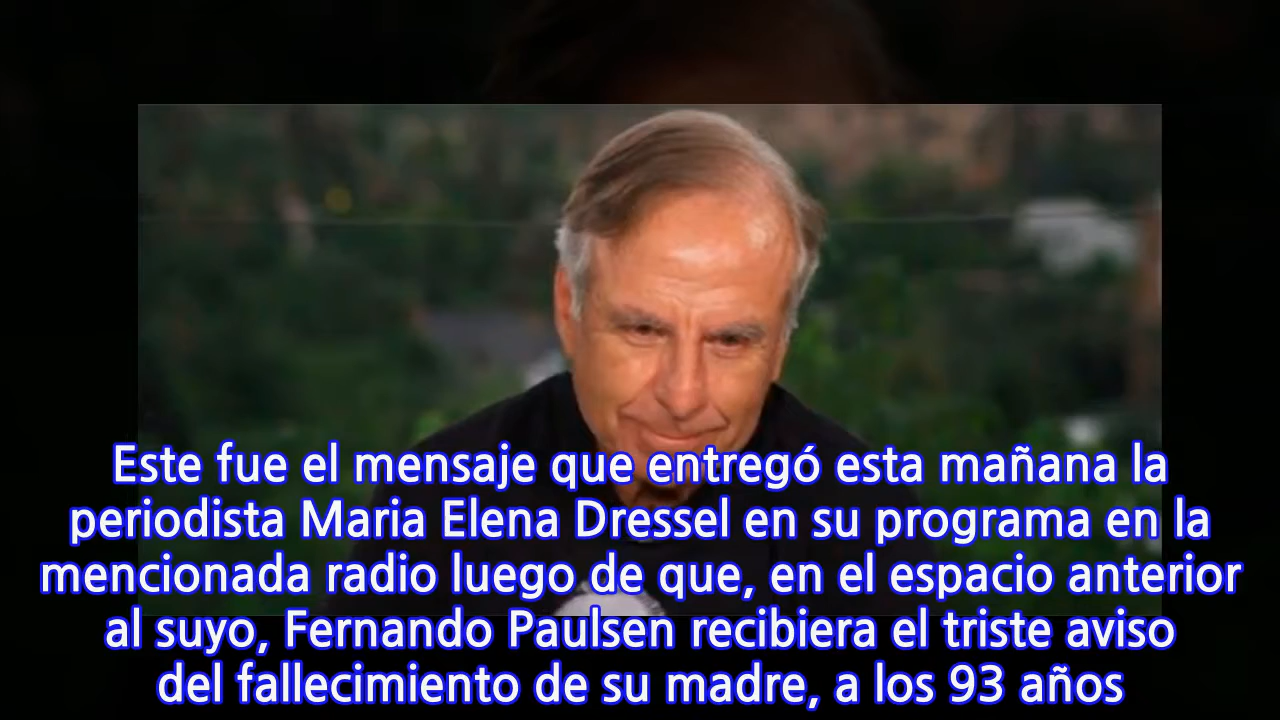 Este fue el mensaje que entregó esta mañana la
periodista Maria Elena Dressel en su programa en la
mencionada radio luego de que, en el espacio anterior
al suyo, Fernando Paulsen recibiera el triste aviso
del fallecimiento de su madre, a los 93 años